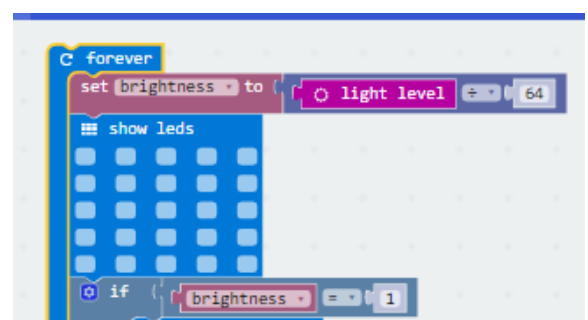 forever
set brightness to light level ÷ 64
show leds
if brightness = 1